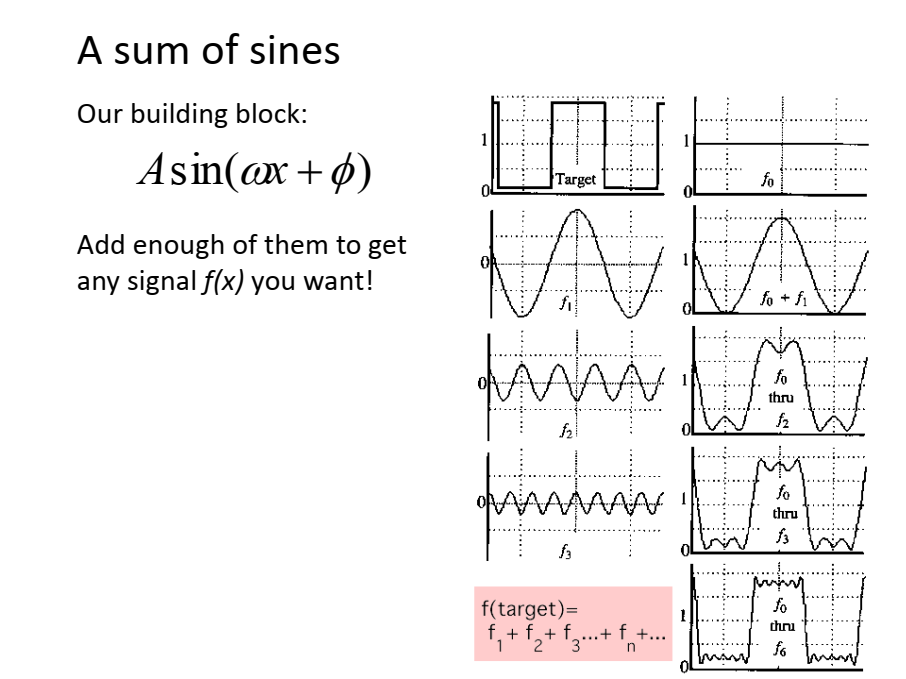 A sum of sines
Our building block:
A sin(ωx + ϕ)
Add enough of them to get
any signal f(x) you want!
1
0
Target
1
0
f₀
0
f₁
1
0
f₀ + f₁
0
f₂
1
0
f₀
thru
f₂
0
f₃
1
0
f₀
thru
f₃
f(target)=
f₁+ f₂+ f₃...+ fₙ+...
1
0
f₀
thru
f₆